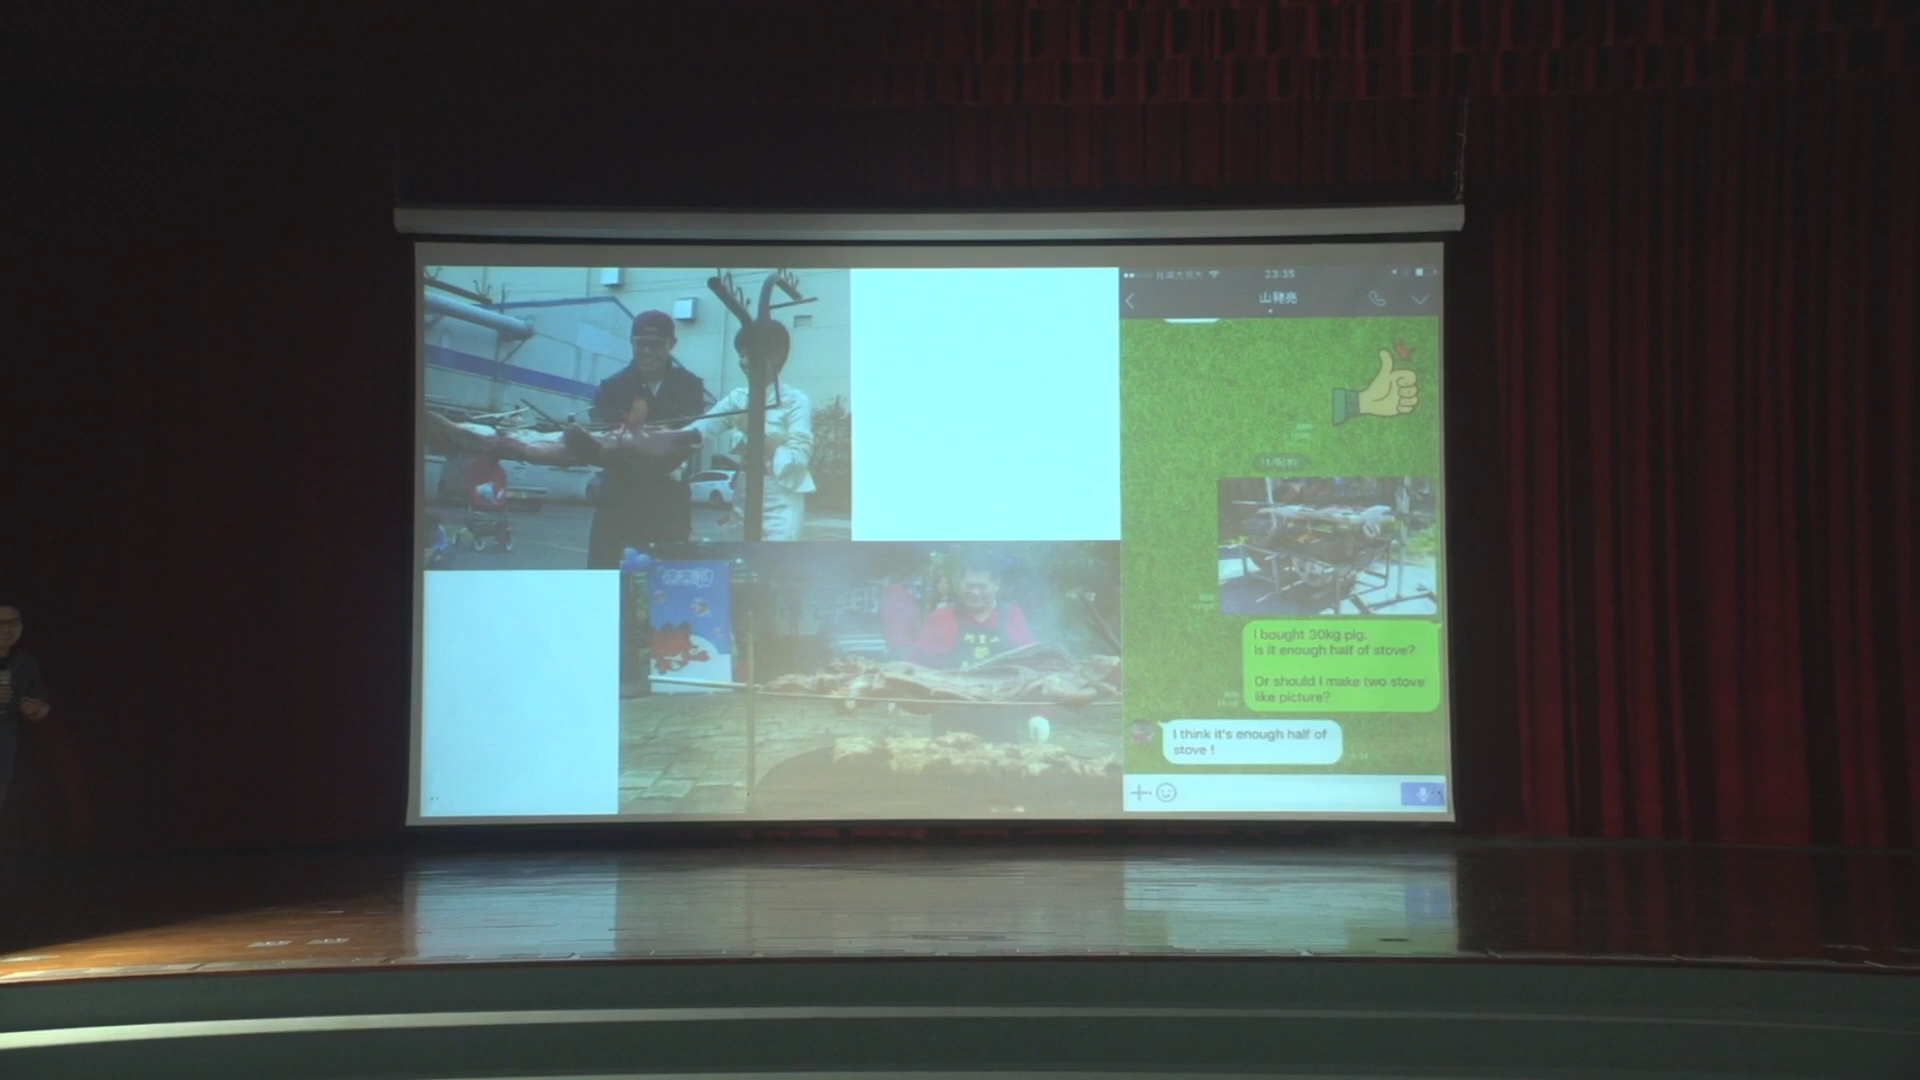 23:35
山豬亮
I bought 30kg pig.
Is it enough half of stove?
Or should I make two stove
like picture?
I think it's enough half of
stove !